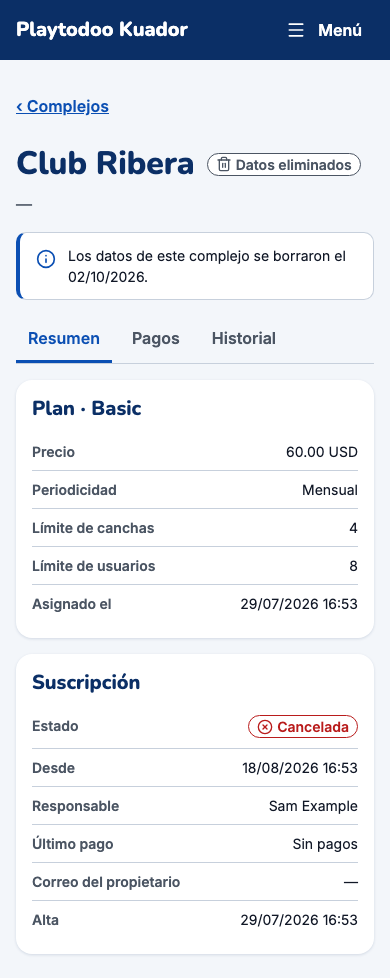 Playtodoo Kuador
Menú
‹ Complejos
Club Ribera
Datos eliminados
—
Los datos de este complejo se borraron el
02/10/2026.
Resumen Pagos Historial
Plan · Basic
Precio 60.00 USD
Periodicidad Mensual
Límite de canchas 4
Límite de usuarios 8
Asignado el 29/07/2026 16:53
Suscripción
Estado Cancelada
Desde 18/08/2026 16:53
Responsable Sam Example
Último pago Sin pagos
Correo del propietario —
Alta 29/07/2026 16:53